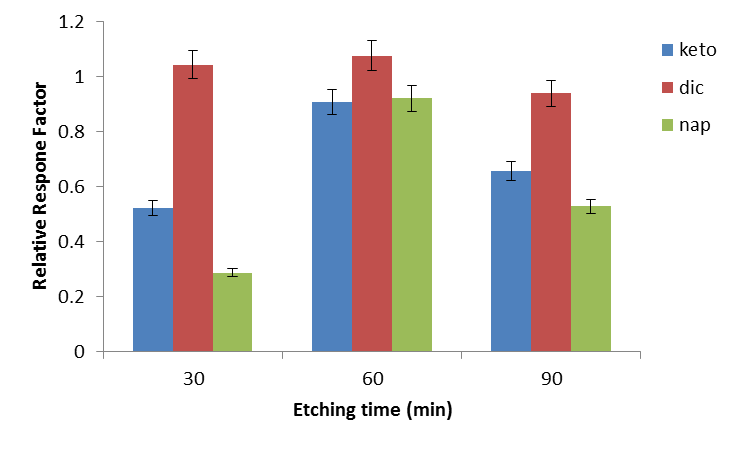 1.2
1
0.8
0.6
0.4
0.2
0
Relative Respone Factor
30
60
90
Etching time (min)
keto
dic
nap